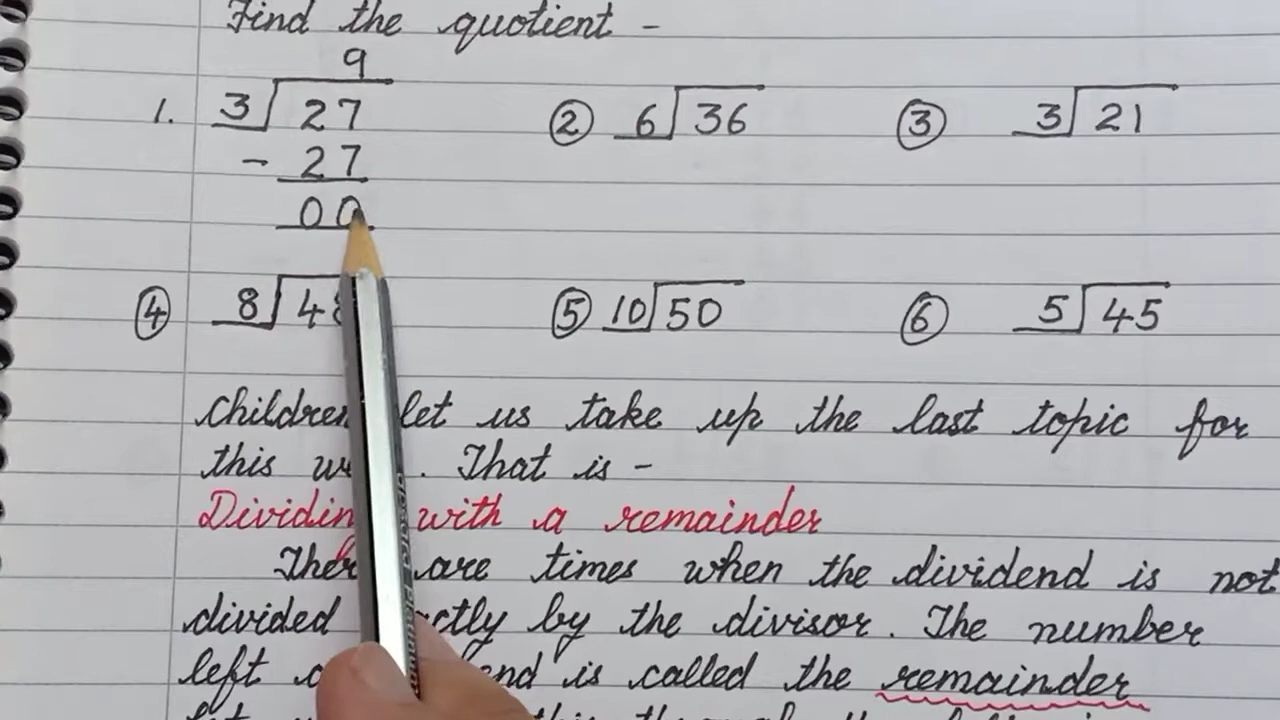 Find the quotient -
9
1. 3 27 ② 6 36 ③ 3 21
- 27
00
④ 8 4 ⑤ 10 50 ⑥ 5 45
children let us take up the last topic for
this . That is -
Dividing with a remainder
There are times when the dividend is not
divided by the divisor. The number
left is called the remainder